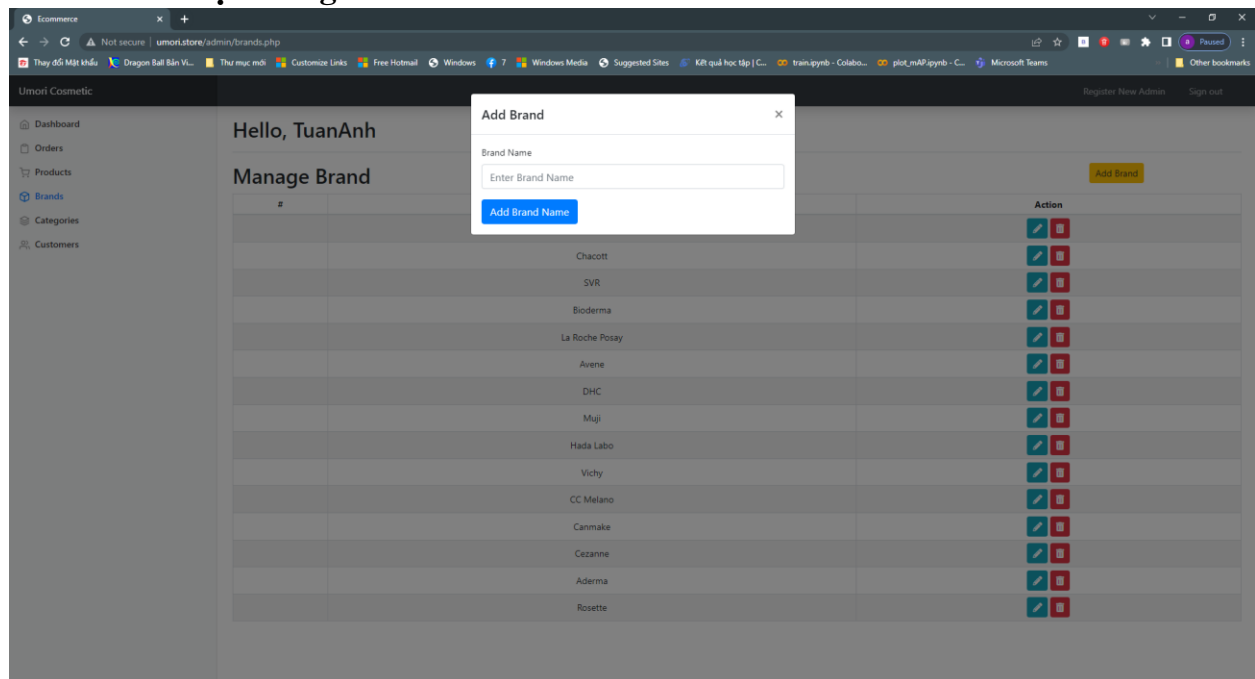 Ecommerce
Not secure | umori.store/admin/brands.php
Paused
Thay đổi Mật khẩu Dragon Ball Bản Vi... Thư mục mới Customize Links Free Hotmail Windows 7 Windows Media Suggested Sites Kết quả học tập | C... train.ipynb - Colabo... plot_mAP.ipynb - C... Microsoft Teams Other bookmarks
Umori Cosmetic Register New Admin Sign out
Dashboard
Orders
Products
Brands
Categories
Customers
Hello, TuanAnh
Manage Brand
Add Brand
Add Brand ×
Brand Name
Enter Brand Name
Add Brand Name
# Action
Chacott
SVR
Bioderma
La Roche Posay
Avene
DHC
Muji
Hada Labo
Vichy
CC Melano
Canmake
Cezanne
Aderma
Rosette